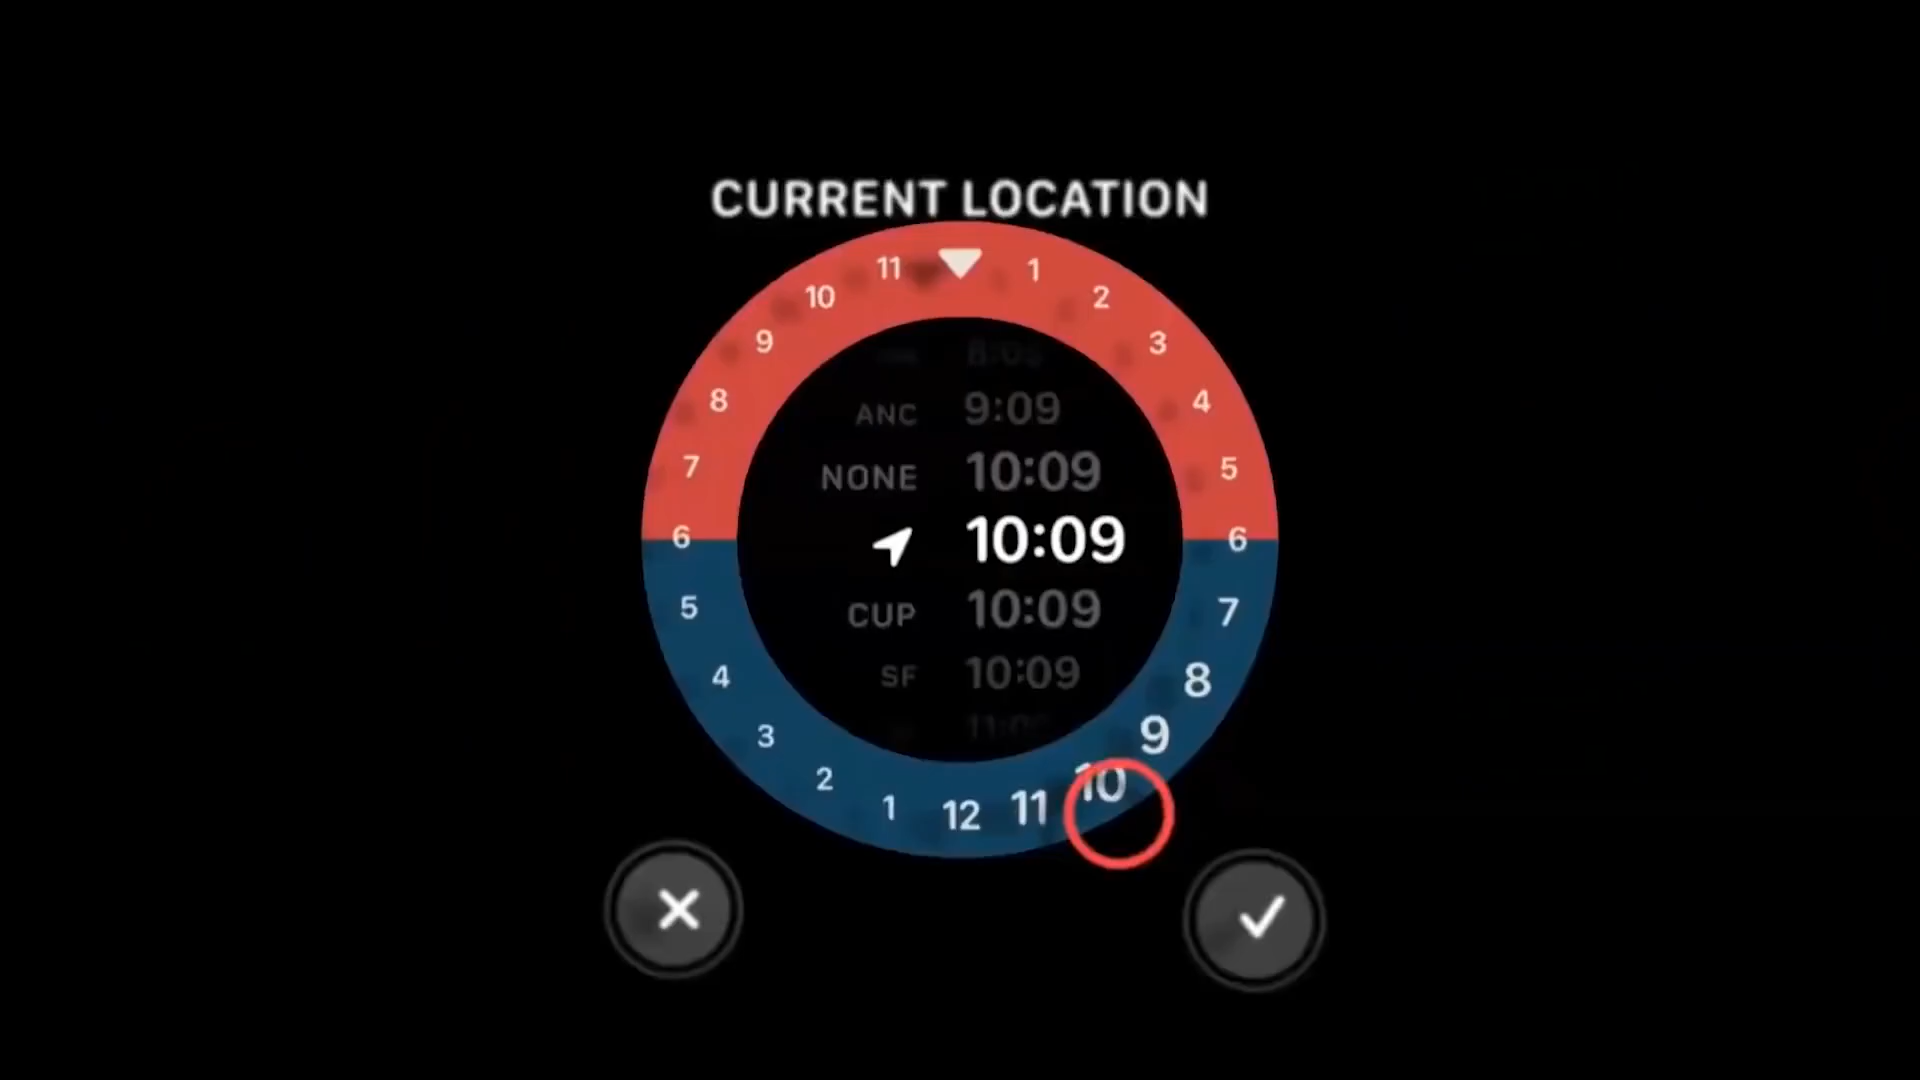 CURRENT LOCATION
11 1
10 2
9 3
8 4
7 5
6 6
5 7
4 8
3 9
2 10
1 12 11
ANC 9:09
NONE 10:09
10:09
CUP 10:09
SF 10:09